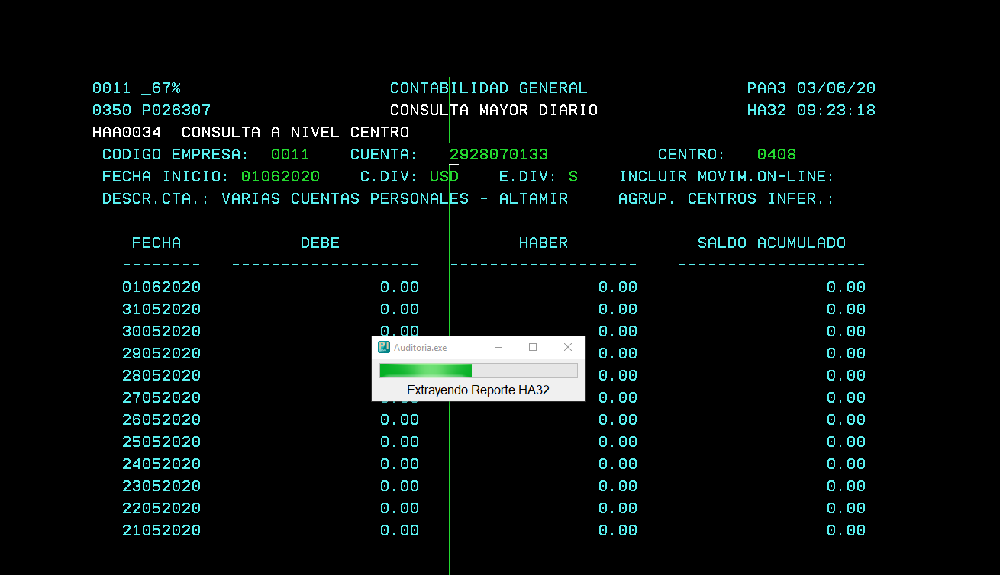 0011 _67% CONTABILIDAD GENERAL PAA3 03/06/20
0350 P026307 CONSULTA MAYOR DIARIO HA32 09:23:18
HAA0034 CONSULTA A NIVEL CENTRO
CODIGO EMPRESA: 0011 CUENTA: 2928070133 CENTRO: 0408
FECHA INICIO: 01062020 C.DIV: USD E.DIV: S INCLUIR MOVIM.ON-LINE:
DESCR.CTA.: VARIAS CUENTAS PERSONALES - ALTAMIR AGRUP. CENTROS INFER.:
FECHA DEBE HABER SALDO ACUMULADO
-------- ------------------- ------------------- -------------------
01062020 0.00 0.00 0.00
31052020 0.00 0.00 0.00
30052020 0.00 0.00 0.00
29052020 0.00 0.00
28052020 0.00 0.00
27052020 0.00 0.00
26052020 0.00 0.00 0.00
25052020 0.00 0.00 0.00
24052020 0.00 0.00 0.00
23052020 0.00 0.00 0.00
22052020 0.00 0.00 0.00
21052020 0.00 0.00 0.00
Auditoria.exe
Extrayendo Reporte HA32